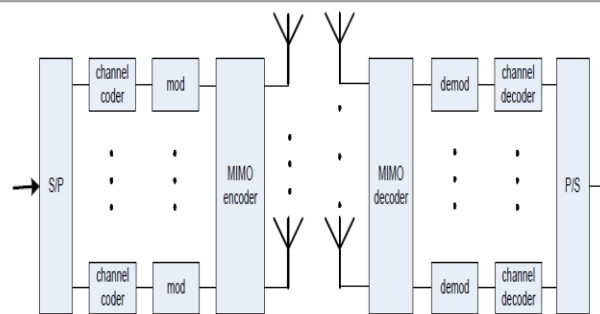 S/P
channel
coder
mod
MIMO
encoder
channel
coder
mod
MIMO
decoder
demod
channel
decoder
P/S
demod
channel
decoder